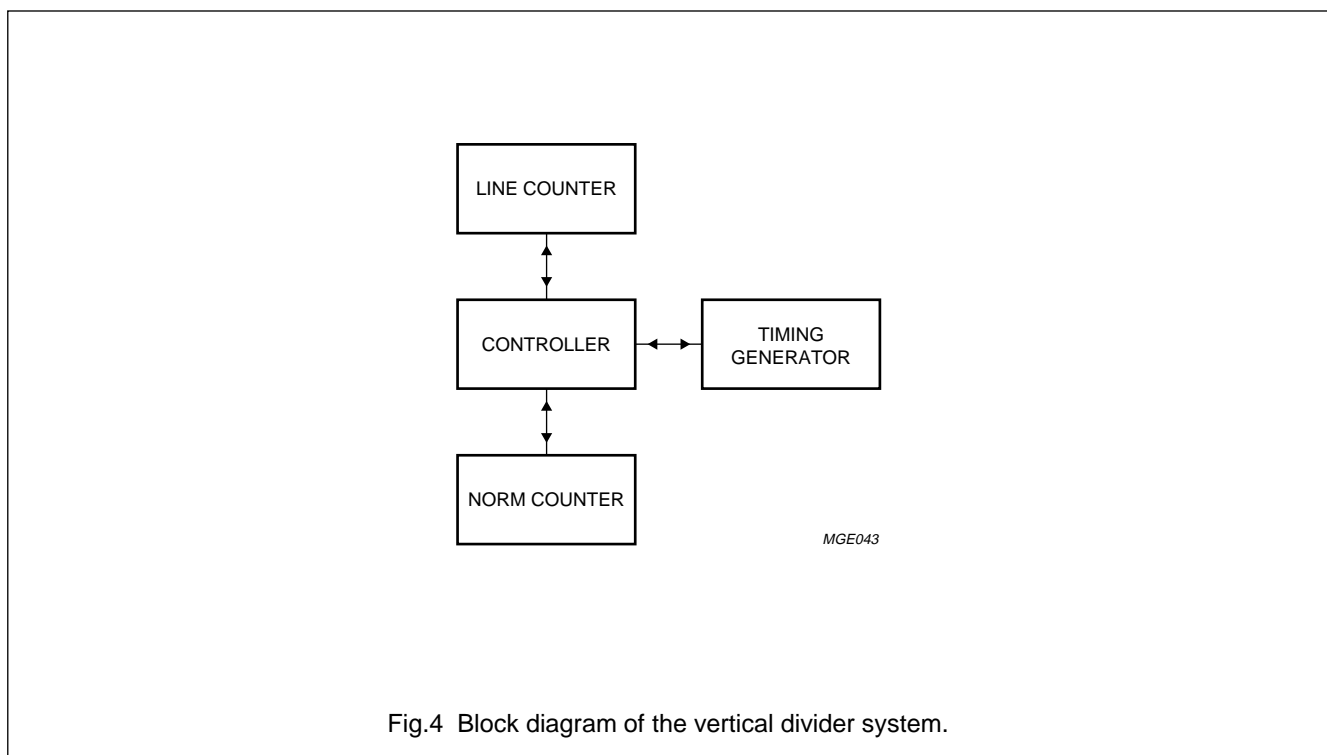 LINE COUNTER
CONTROLLER
TIMING
GENERATOR
NORM COUNTER
MGE043
Fig.4 Block diagram of the vertical divider system.